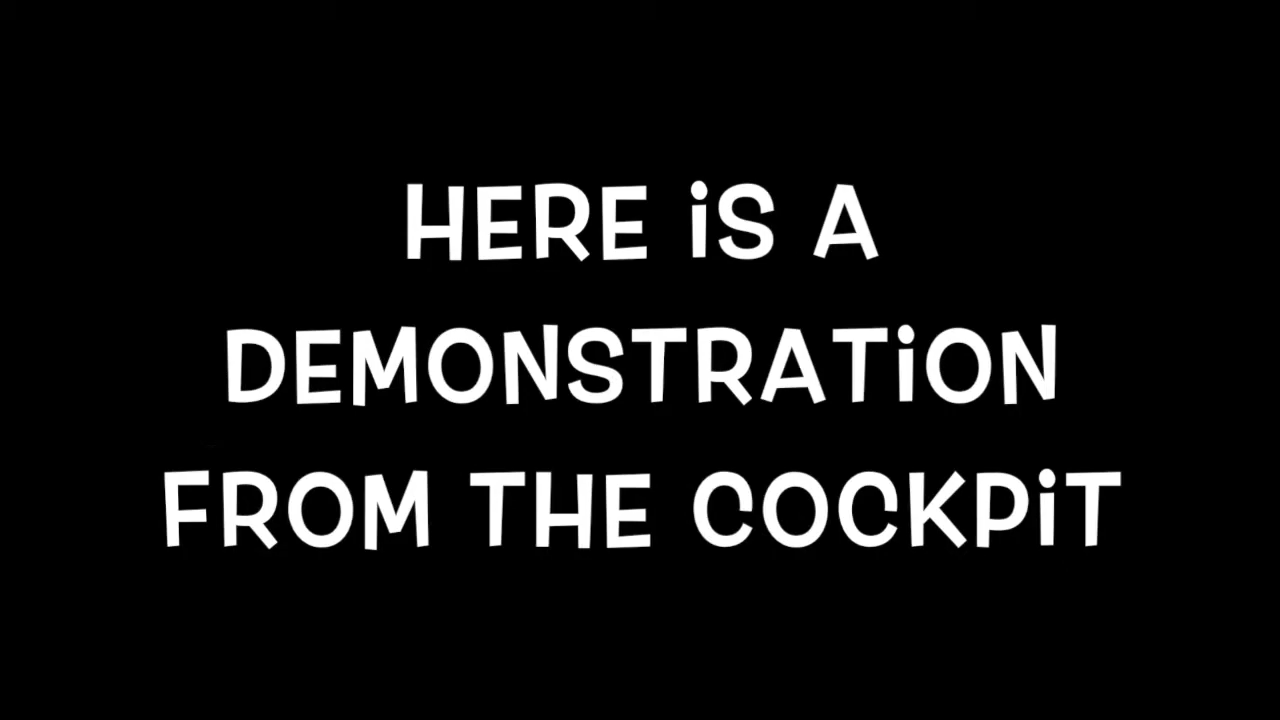 HERE iS A
DEMONSTRATiON
FROM THE COCKPiT